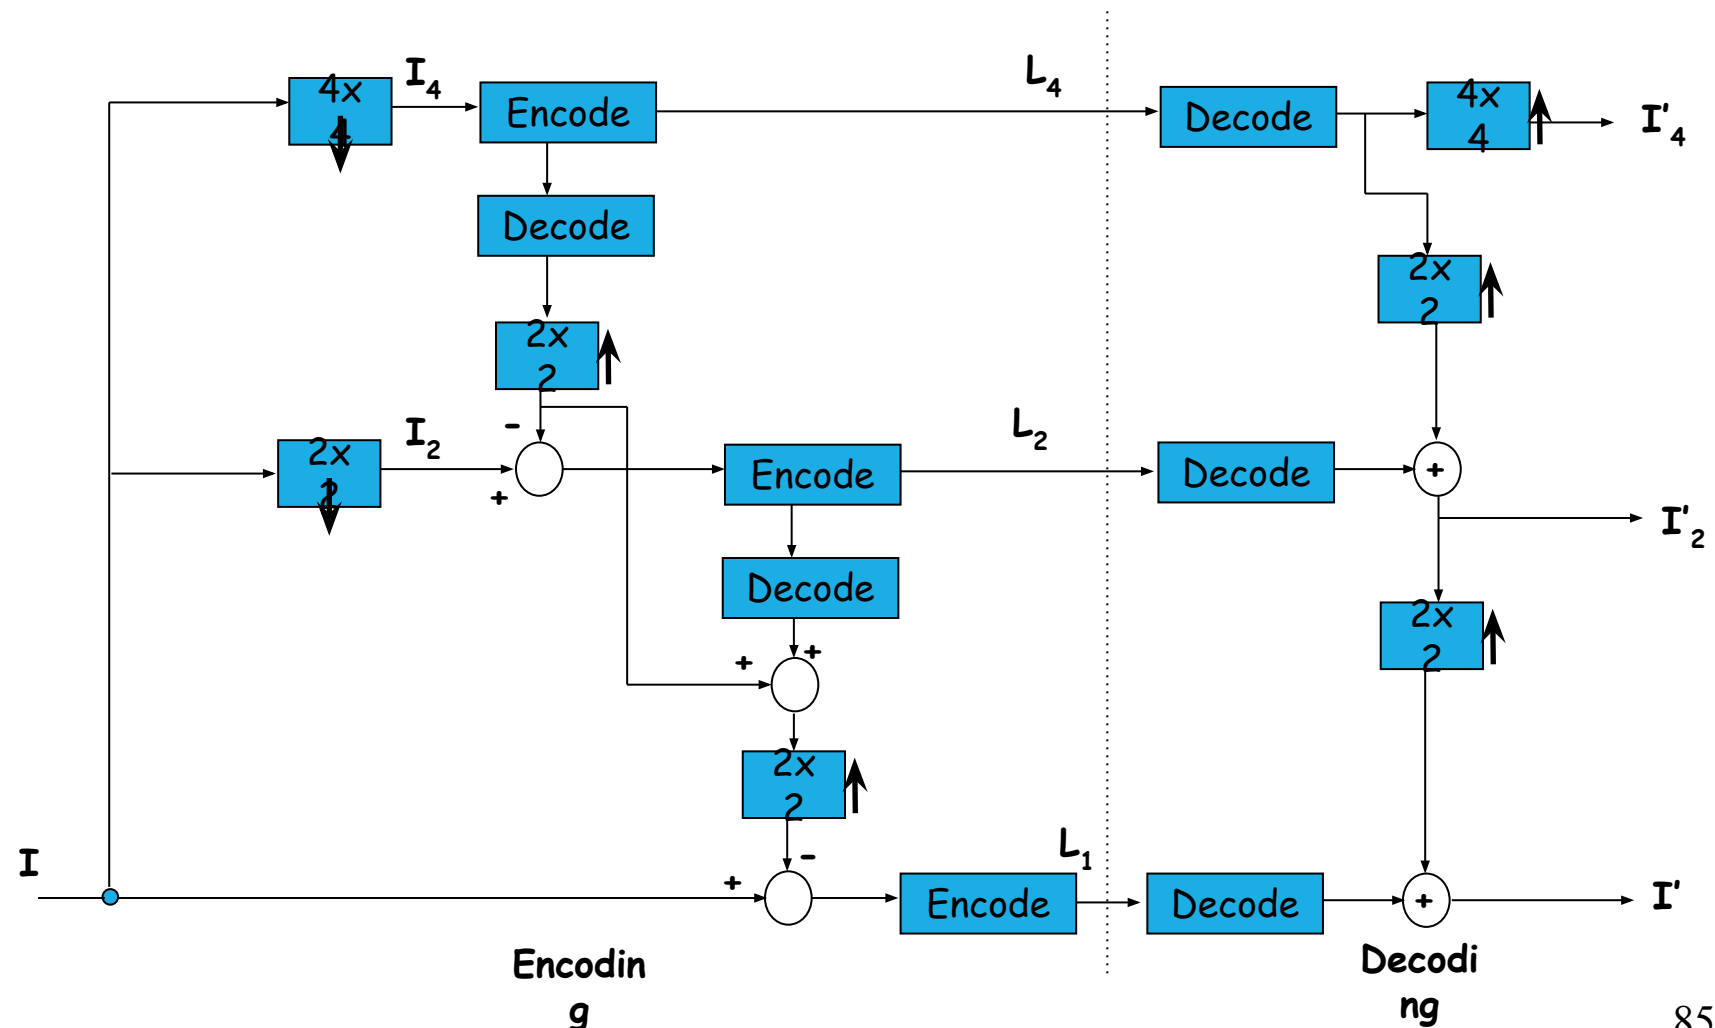 4x
4
I4
Encode
L4
Decode
4x
4
I'4
Decode
2x
2
2x
2
-
I2
+
2x
2
Encode
L2
Decode
+
I'2
Decode
+
+
2x
2
2x
2
I
+
-
Encode
L1
Decode
+
I'
Encodin
g
Decodi
ng
85